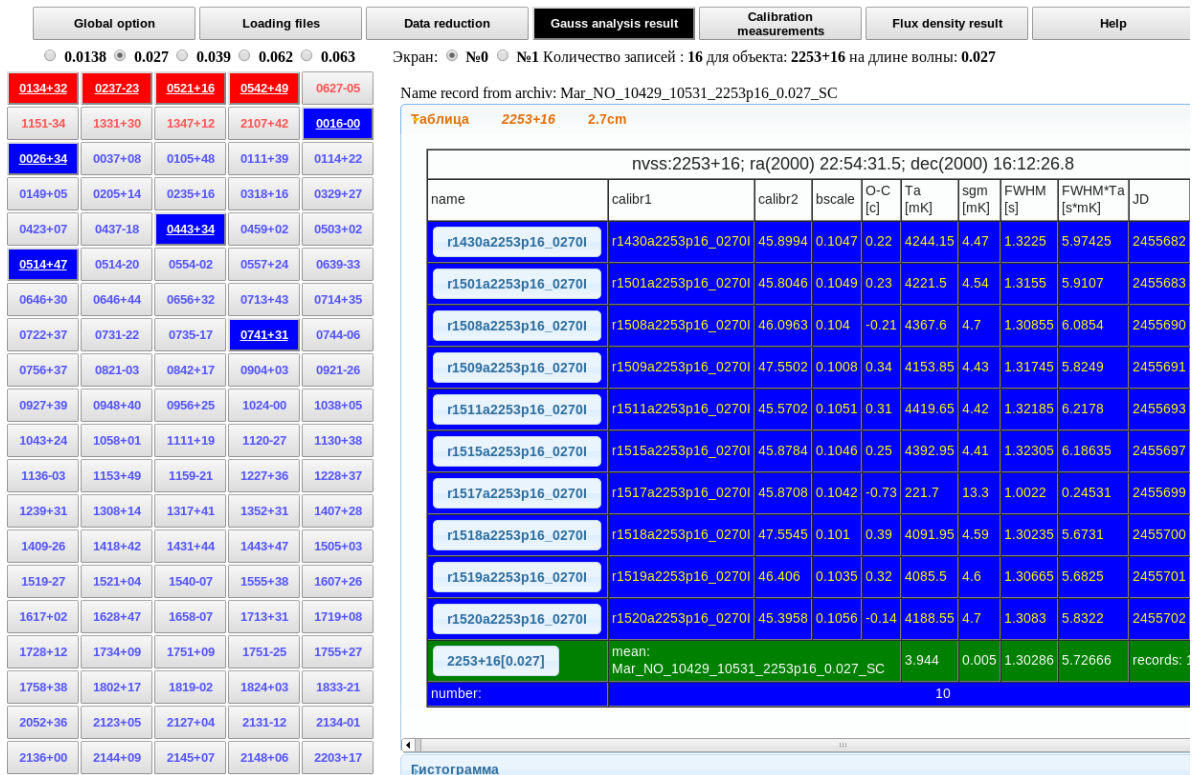 Global option Loading files Data reduction Gauss analysis result Calibration measurements Flux density result Help
0.0138 0.027 0.039 0.062 0.063 Экран: №0 №1 Количество записей : 16 для объекта: 2253+16 на длине волны: 0.027
0134+32 0237-23 0521+16 0542+49 0627-05
1151-34 1331+30 1347+12 2107+42 0016-00
0026+34 0037+08 0105+48 0111+39 0114+22
0149+05 0205+14 0235+16 0318+16 0329+27
0423+07 0437-18 0443+34 0459+02 0503+02
0514+47 0514-20 0554-02 0557+24 0639-33
0646+30 0646+44 0656+32 0713+43 0714+35
0722+37 0731-22 0735-17 0741+31 0744-06
0756+37 0821-03 0842+17 0904+03 0921-26
0927+39 0948+40 0956+25 1024-00 1038+05
1043+24 1058+01 1111+19 1120-27 1130+38
1136-03 1153+49 1159-21 1227+36 1228+37
1239+31 1308+14 1317+41 1352+31 1407+28
1409-26 1418+42 1431+44 1443+47 1505+03
1519-27 1521+04 1540-07 1555+38 1607+26
1617+02 1628+47 1658-07 1713+31 1719+08
1728+12 1734+09 1751+09 1751-25 1755+27
1758+38 1802+17 1819-02 1824+03 1833-21
2052+36 2123+05 2127+04 2131-12 2134-01
2136+00 2144+09 2145+07 2148+06 2203+17
Name record from archiv: Mar_NO_10429_10531_2253p16_0.027_SC
Таблица 2253+16 2.7cm
nvss:2253+16; ra(2000) 22:54:31.5; dec(2000) 16:12:26.8
name calibr1 calibr2 bscale O-C [c] Ta [mK] sgm [mK] FWHM [s] FWHM*Ta [s*mK] JD
r1430a2253p16_0270I r1430a2253p16_0270I 45.8994 0.1047 0.22 4244.15 4.47 1.3225 5.97425 2455682
r1501a2253p16_0270I r1501a2253p16_0270I 45.8046 0.1049 0.23 4221.5 4.54 1.3155 5.9107 2455683
r1508a2253p16_0270I r1508a2253p16_0270I 46.0963 0.104 -0.21 4367.6 4.7 1.30855 6.0854 2455690
r1509a2253p16_0270I r1509a2253p16_0270I 47.5502 0.1008 0.34 4153.85 4.43 1.31745 5.8249 2455691
r1511a2253p16_0270I r1511a2253p16_0270I 45.5702 0.1051 0.31 4419.65 4.42 1.32185 6.2178 2455693
r1515a2253p16_0270I r1515a2253p16_0270I 45.8784 0.1046 0.25 4392.95 4.41 1.32305 6.18635 2455697
r1517a2253p16_0270I r1517a2253p16_0270I 45.8708 0.1042 -0.73 221.7 13.3 1.0022 0.24531 2455699
r1518a2253p16_0270I r1518a2253p16_0270I 47.5545 0.101 0.39 4091.95 4.59 1.30235 5.6731 2455700
r1519a2253p16_0270I r1519a2253p16_0270I 46.406 0.1035 0.32 4085.5 4.6 1.30665 5.6825 2455701
r1520a2253p16_0270I r1520a2253p16_0270I 45.3958 0.1056 -0.14 4188.55 4.7 1.3083 5.8322 2455702
2253+16[0.027] mean: Mar_NO_10429_10531_2253p16_0.027_SC 3.944 0.005 1.30286 5.72666 records:
number: 10
Гистограмма